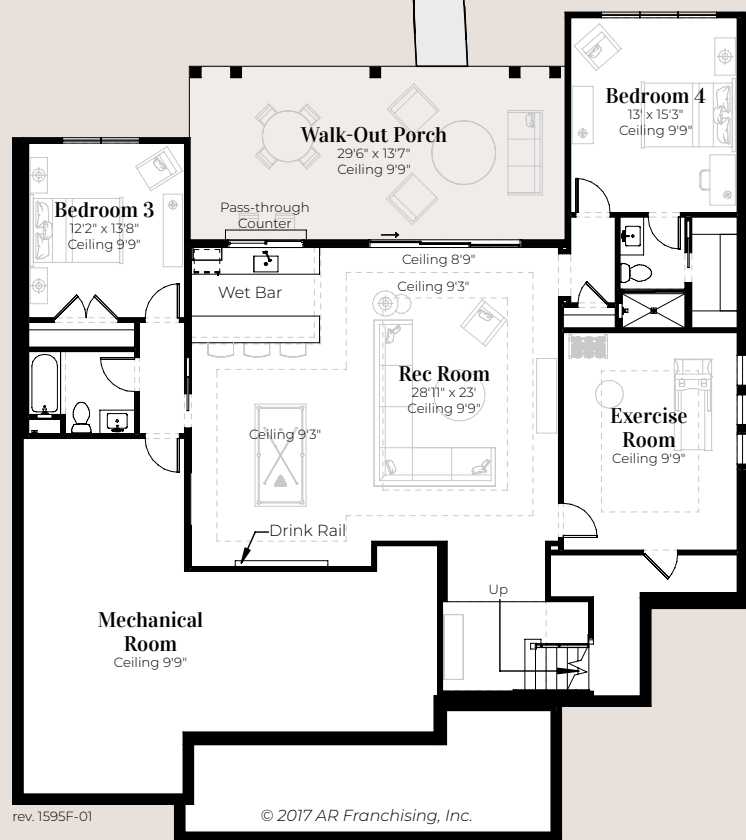 Bedroom 4
13' x 15'3"
Ceiling 9'9"
Walk-Out Porch
29'6" x 13'7"
Ceiling 9'9"
Pass-through
Counter
Bedroom 3
12'2" x 13'8"
Ceiling 9'9"
Ceiling 8'9"
Ceiling 9'3"
Wet Bar
Rec Room
28'11" x 23'
Ceiling 9'9"
Ceiling 9'3"
Exercise
Room
Ceiling 9'9"
Drink Rail
Up
Mechanical
Room
Ceiling 9'9"
rev. 1595F-01
© 2017 AR Franchising, Inc.